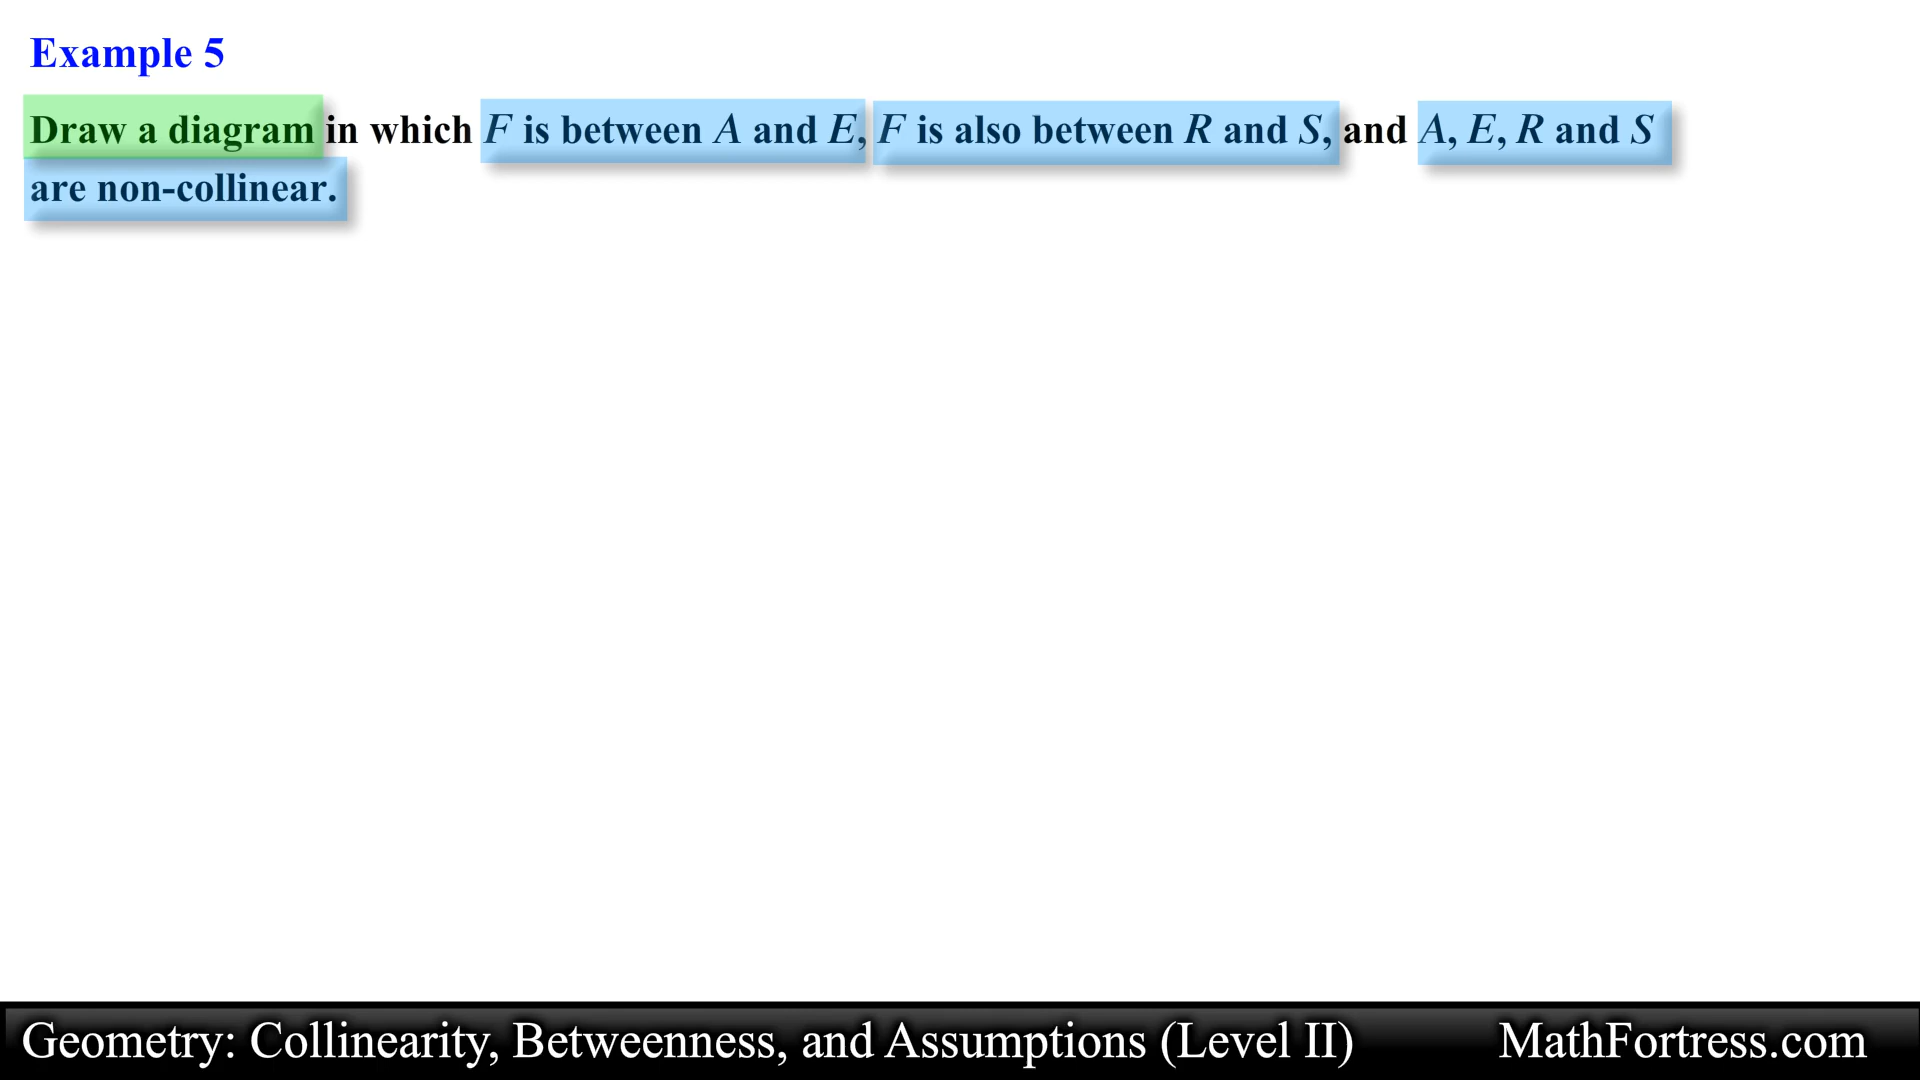 Example 5
Draw a diagram in which F is between A and E, F is also between R and S, and A, E, R and S
are non-collinear.
Geometry: Collinearity, Betweenness, and Assumptions (Level II) MathFortress.com